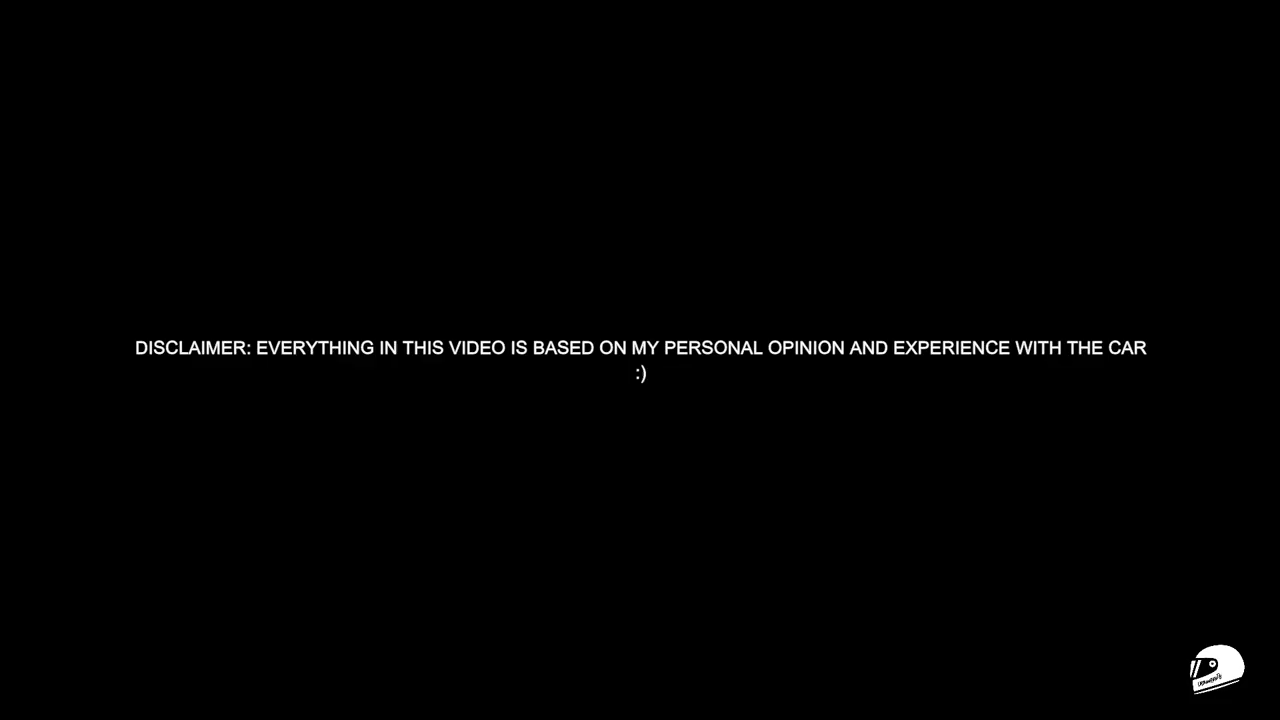 DISCLAIMER: EVERYTHING IN THIS VIDEO IS BASED ON MY PERSONAL OPINION AND EXPERIENCE WITH THE CAR
:)